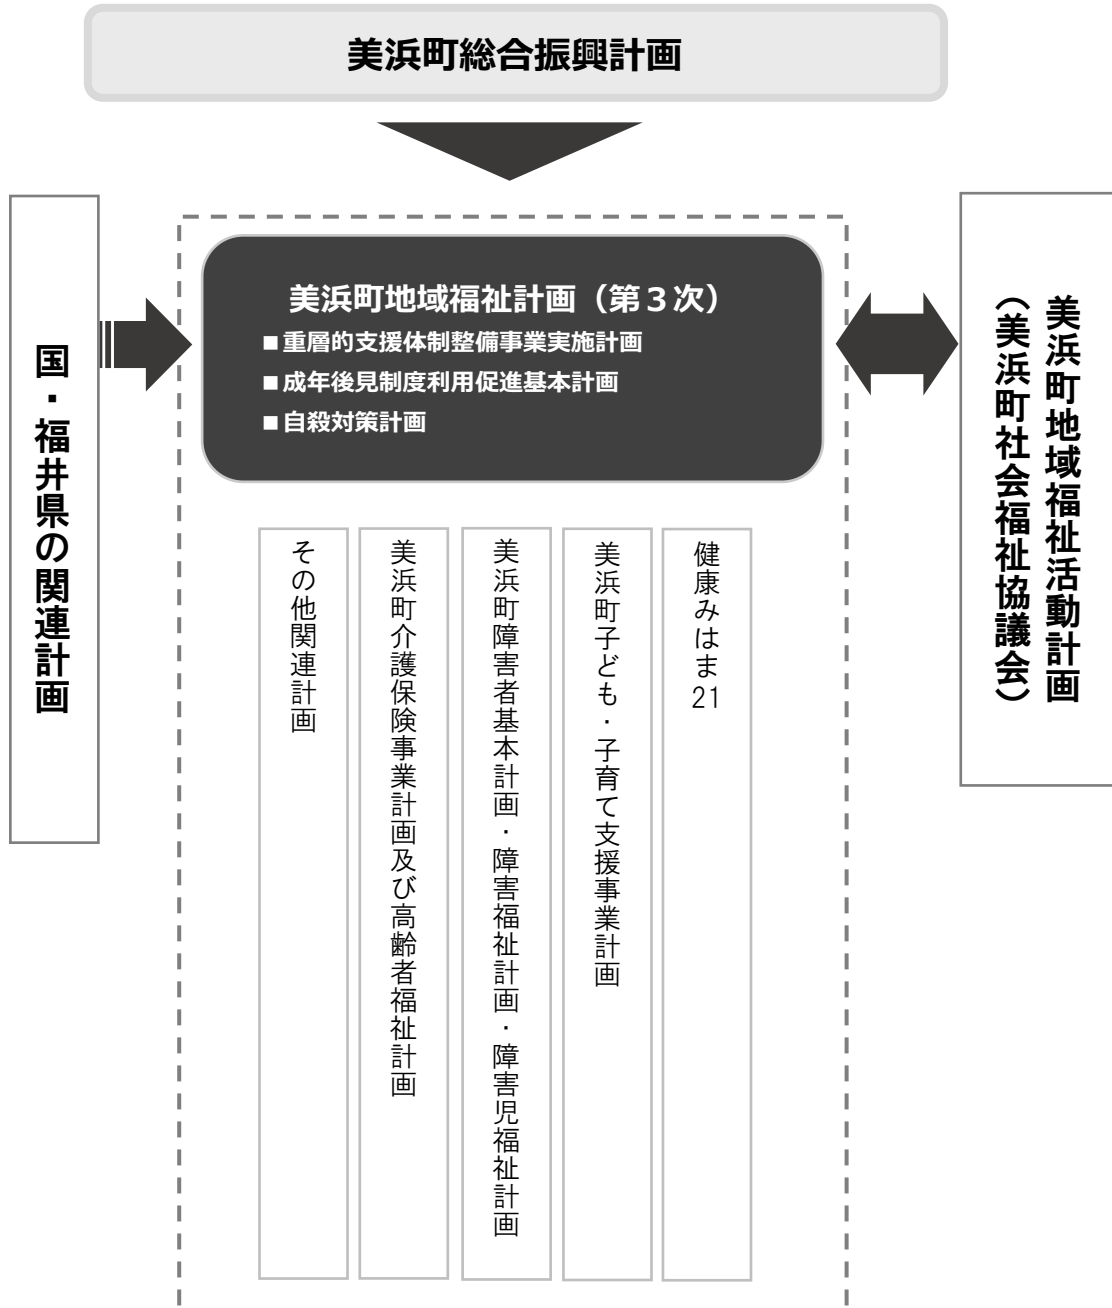 美浜町総合振興計画
国・福井県の関連計画
美浜町地域福祉計画（第３次）
■重層的支援体制整備事業実施計画
■成年後見制度利用促進基本計画
■自殺対策計画
美浜町地域福祉活動計画
（美浜町社会福祉協議会）
健康みはま21
美浜町子ども・子育て支援事業計画
美浜町障害者基本計画・障害福祉計画・障害児福祉計画
美浜町介護保険事業計画及び高齢者福祉計画
その他関連計画